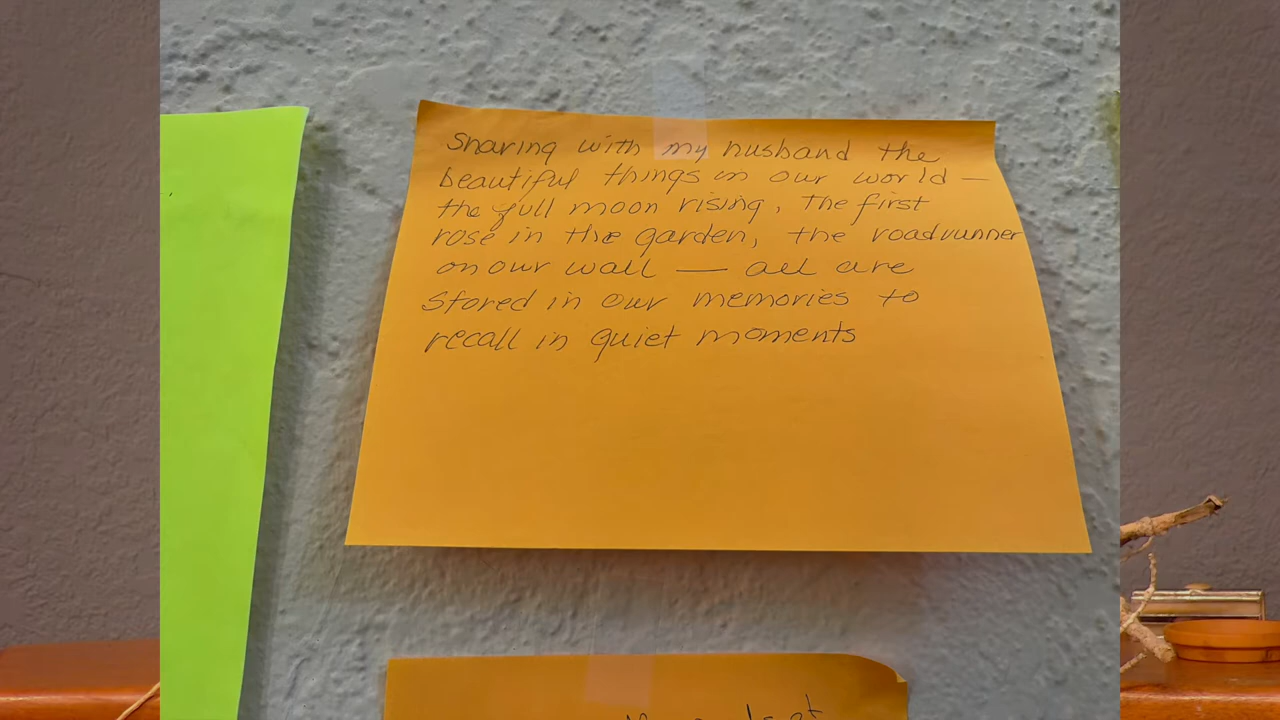 Sharing with my husband the
beautiful things in our world —
the full moon rising, the first
rose in the garden, the roadrunner
on our wall — all are
stored in our memories to
recall in quiet moments